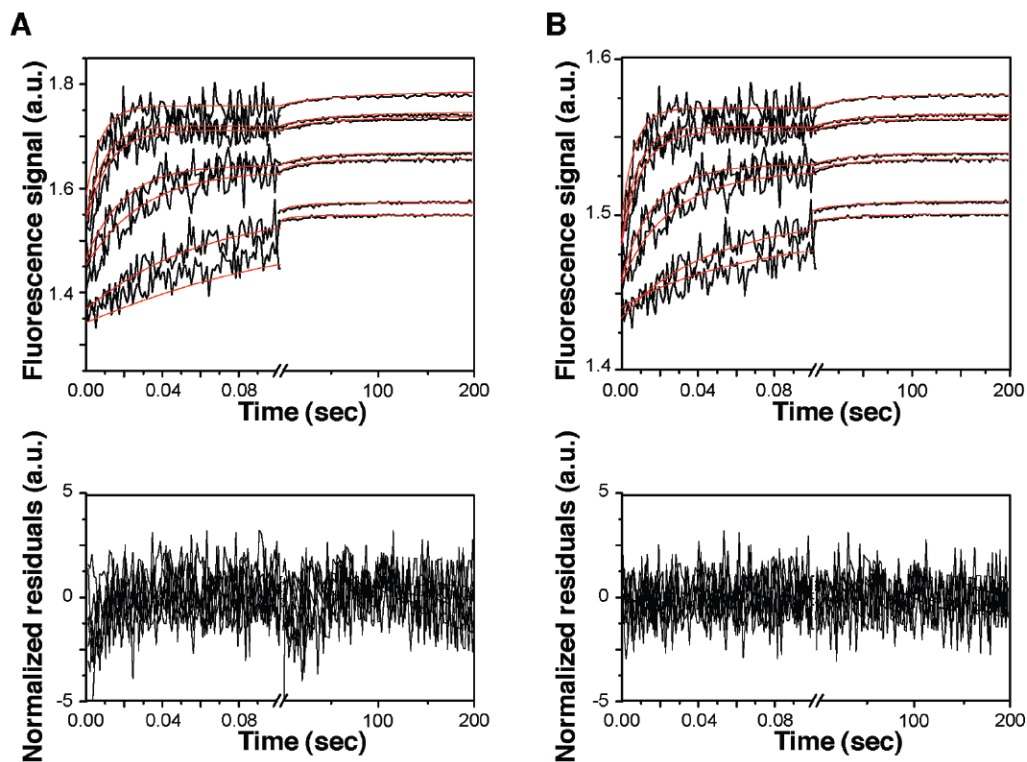 A
Fluorescence signal (a.u.)
1.8
1.7
1.6
1.5
1.4
0.00 0.04 0.08 100 200
Time (sec)
Normalized residuals (a.u.)
5
0
-5
0.00 0.04 0.08 100 200
Time (sec)
B
Fluorescence signal (a.u.)
1.6
1.5
1.4
0.00 0.04 0.08 100 200
Time (sec)
Normalized residuals (a.u.)
5
0
-5
0.00 0.04 0.08 100 200
Time (sec)